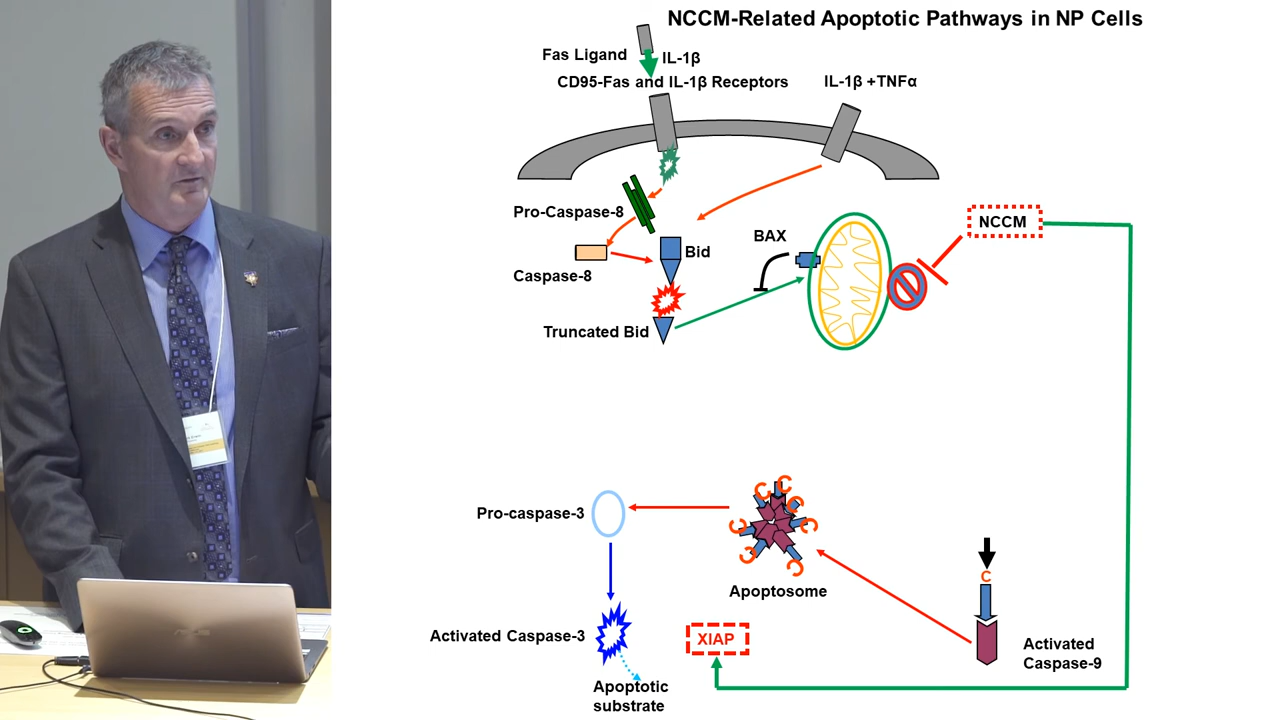 NCCM-Related Apoptotic Pathways in NP Cells
Fas Ligand
IL-1β
CD95-Fas and IL-1β Receptors
IL-1β +TNFα
Pro-Caspase-8
NCCM
BAX
Bid
Caspase-8
Truncated Bid
C
C
C
C
C
C
C
Pro-caspase-3
Apoptosome
C
Activated Caspase-3
XIAP
Activated
Caspase-9
Apoptotic
substrate